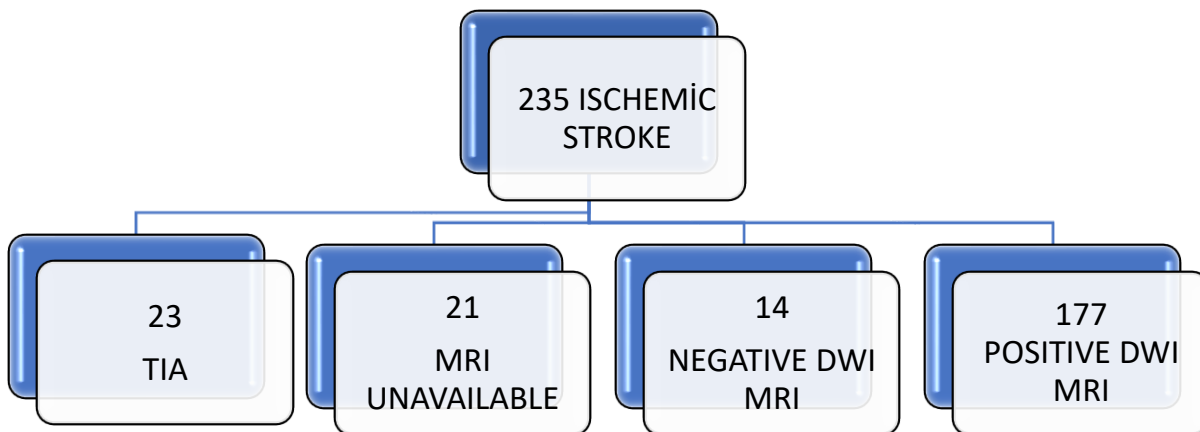 235 ISCHEMİC
STROKE
23
TIA
21
MRI
UNAVAILABLE
14
NEGATIVE DWI
MRI
177
POSITIVE DWI
MRI